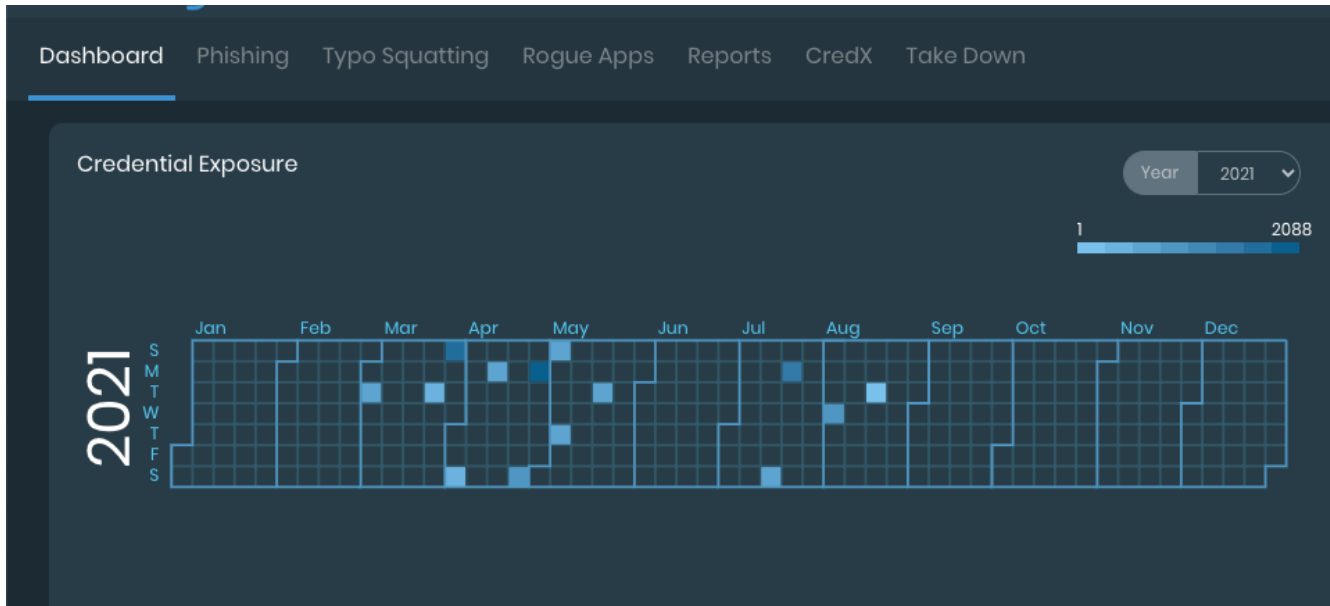 Dashboard Phishing Typo Squatting Rogue Apps Reports CredX Take Down
Credential Exposure
Year 2021
1 2088
Jan Feb Mar Apr May Jun Jul Aug Sep Oct Nov Dec
2021
S
M
T
W
T
F
S